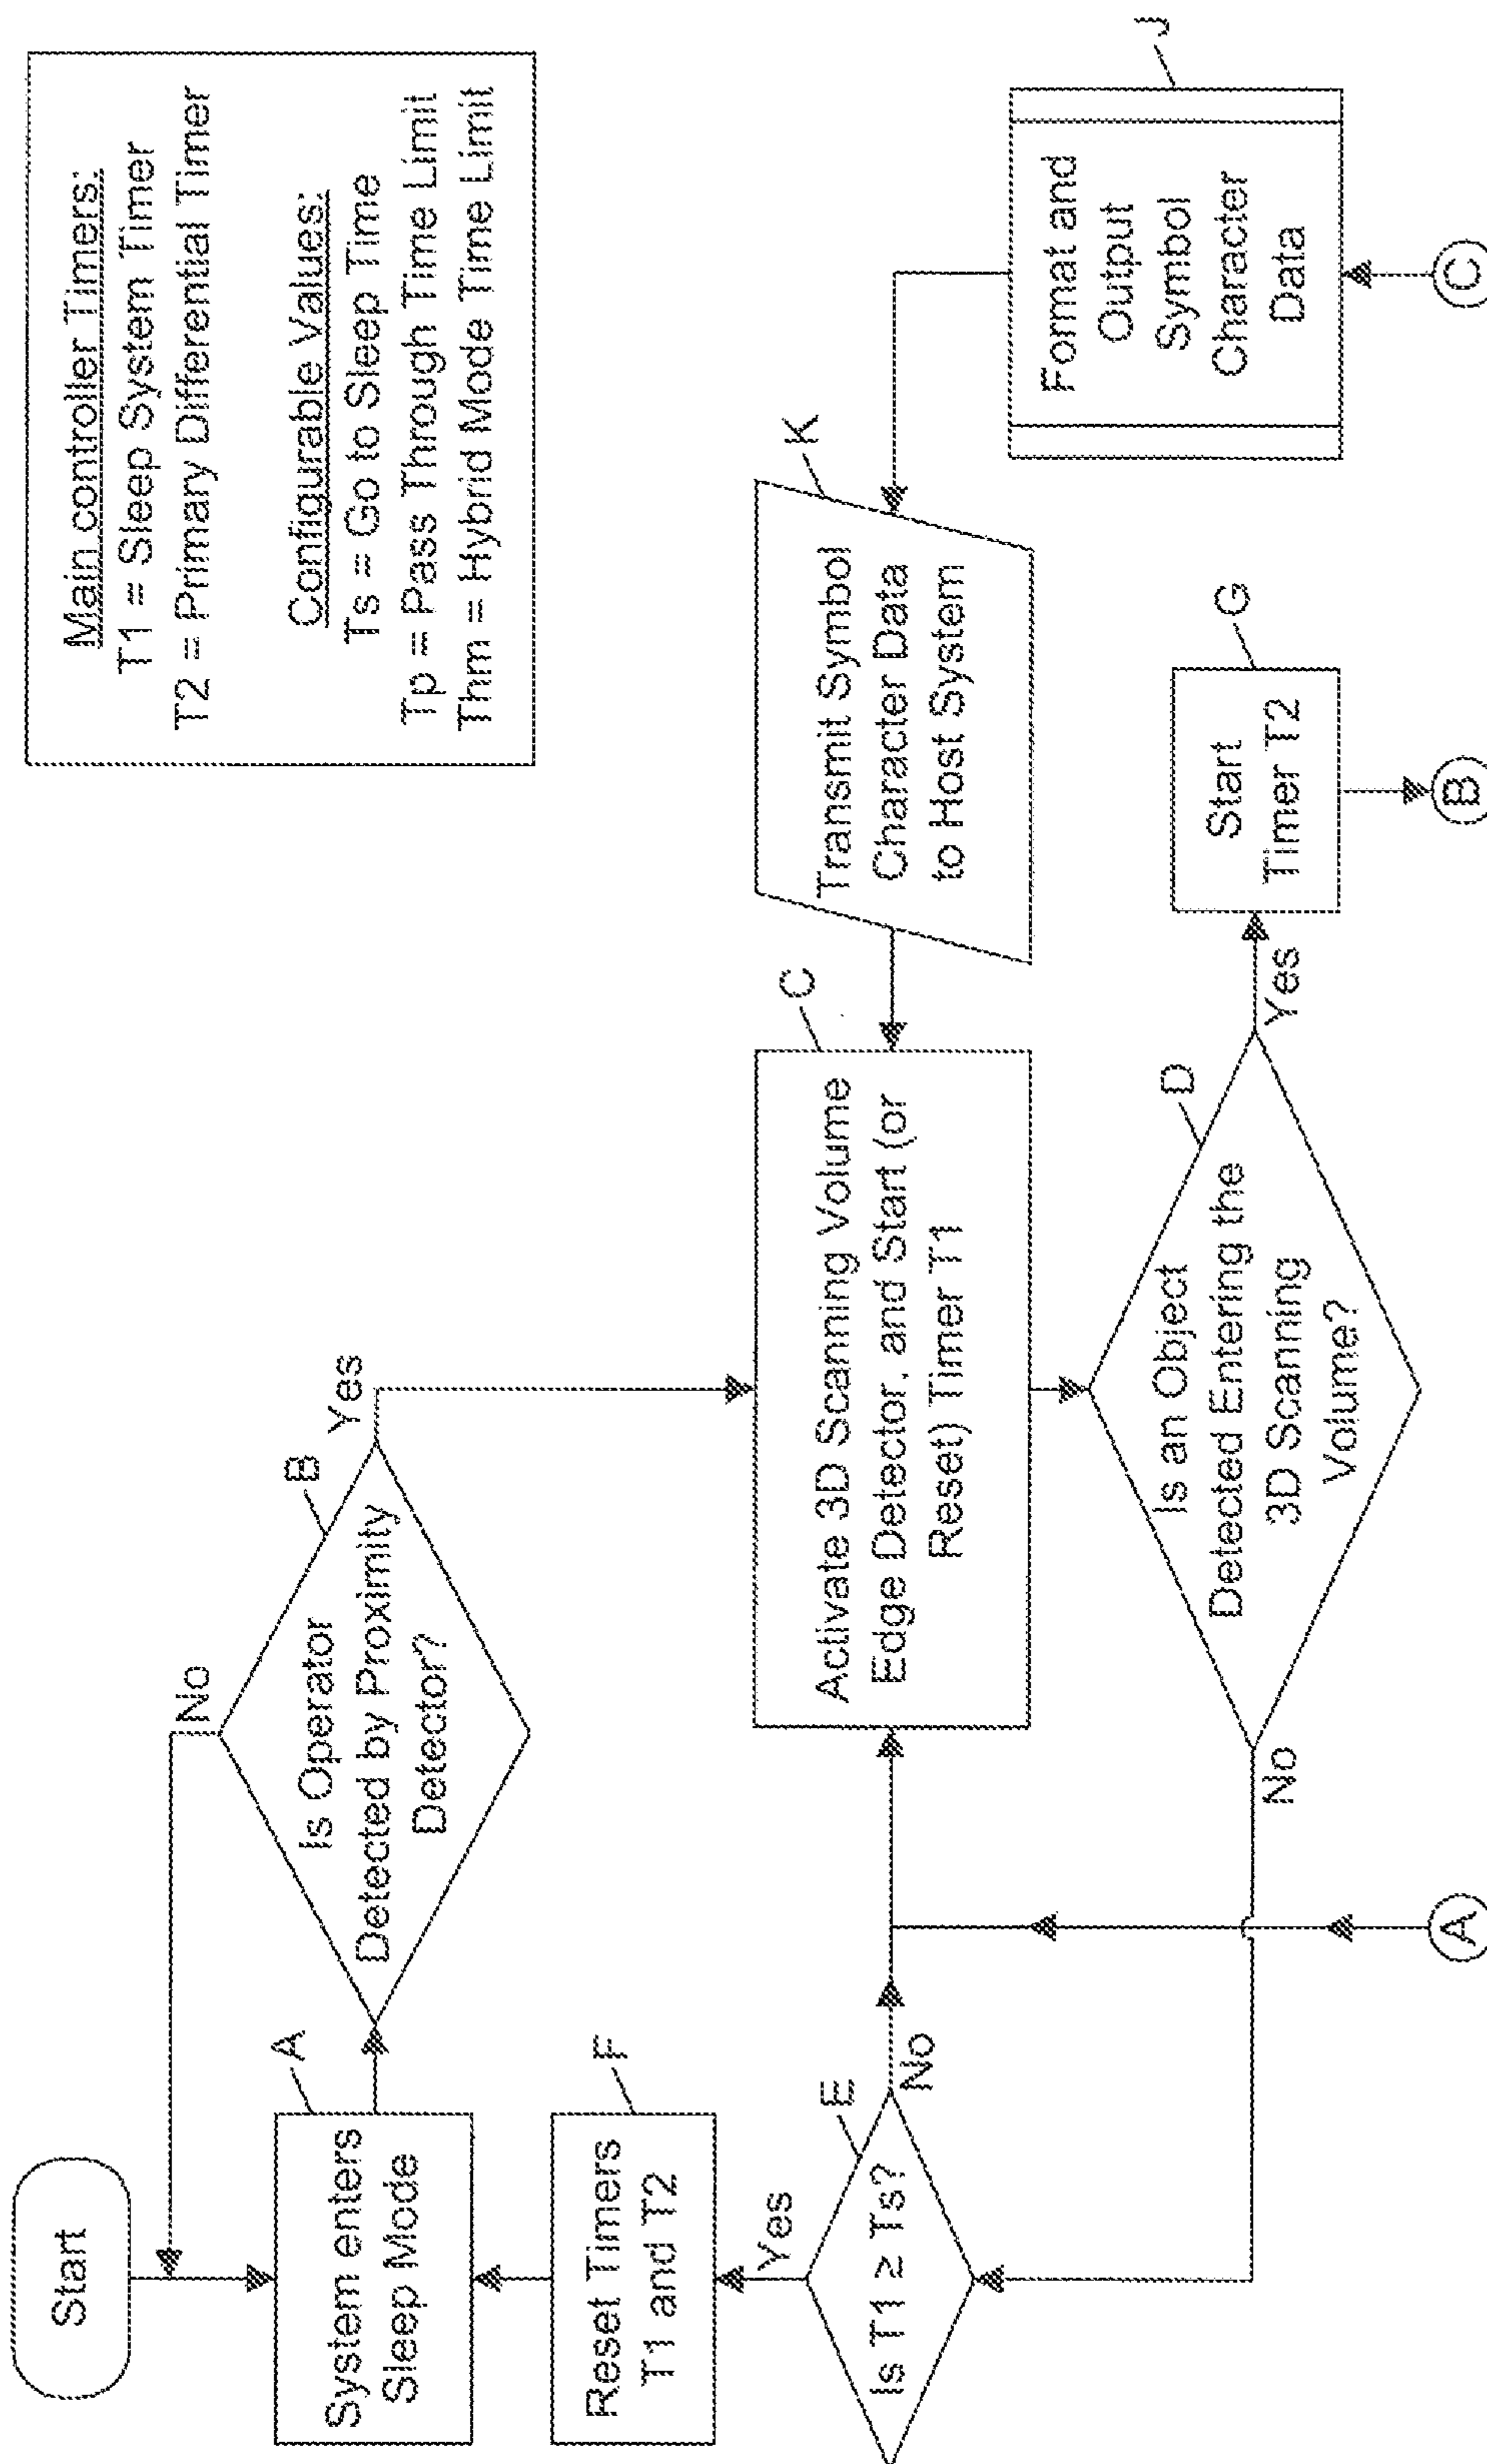 Start
System enters
Sleep Mode
A
Is Operator
Detected by Proximity
Detector?
B
No
Yes
Main controller Timers:
T1 = Sleep System Timer
T2 = Primary Differential Timer
Configurable Values:
Ts = Go to Sleep Time
Tp = Pass Through Time Limit
Thm = Hybrid Mode Time Limit
Reset Timers
T1 and T2
F
Yes
Is T1 ≥ Ts?
E
No
Activate 3D Scanning Volume
Edge Detector, and Start (or
Reset) Timer T1
C
Transmit Symbol
Character Data
to Host System
K
Format and
Output
Symbol
Character
Data
J
Is an Object
Detected Entering the
3D Scanning
Volume?
D
No
Yes
Start
Timer T2
G
A
B
C